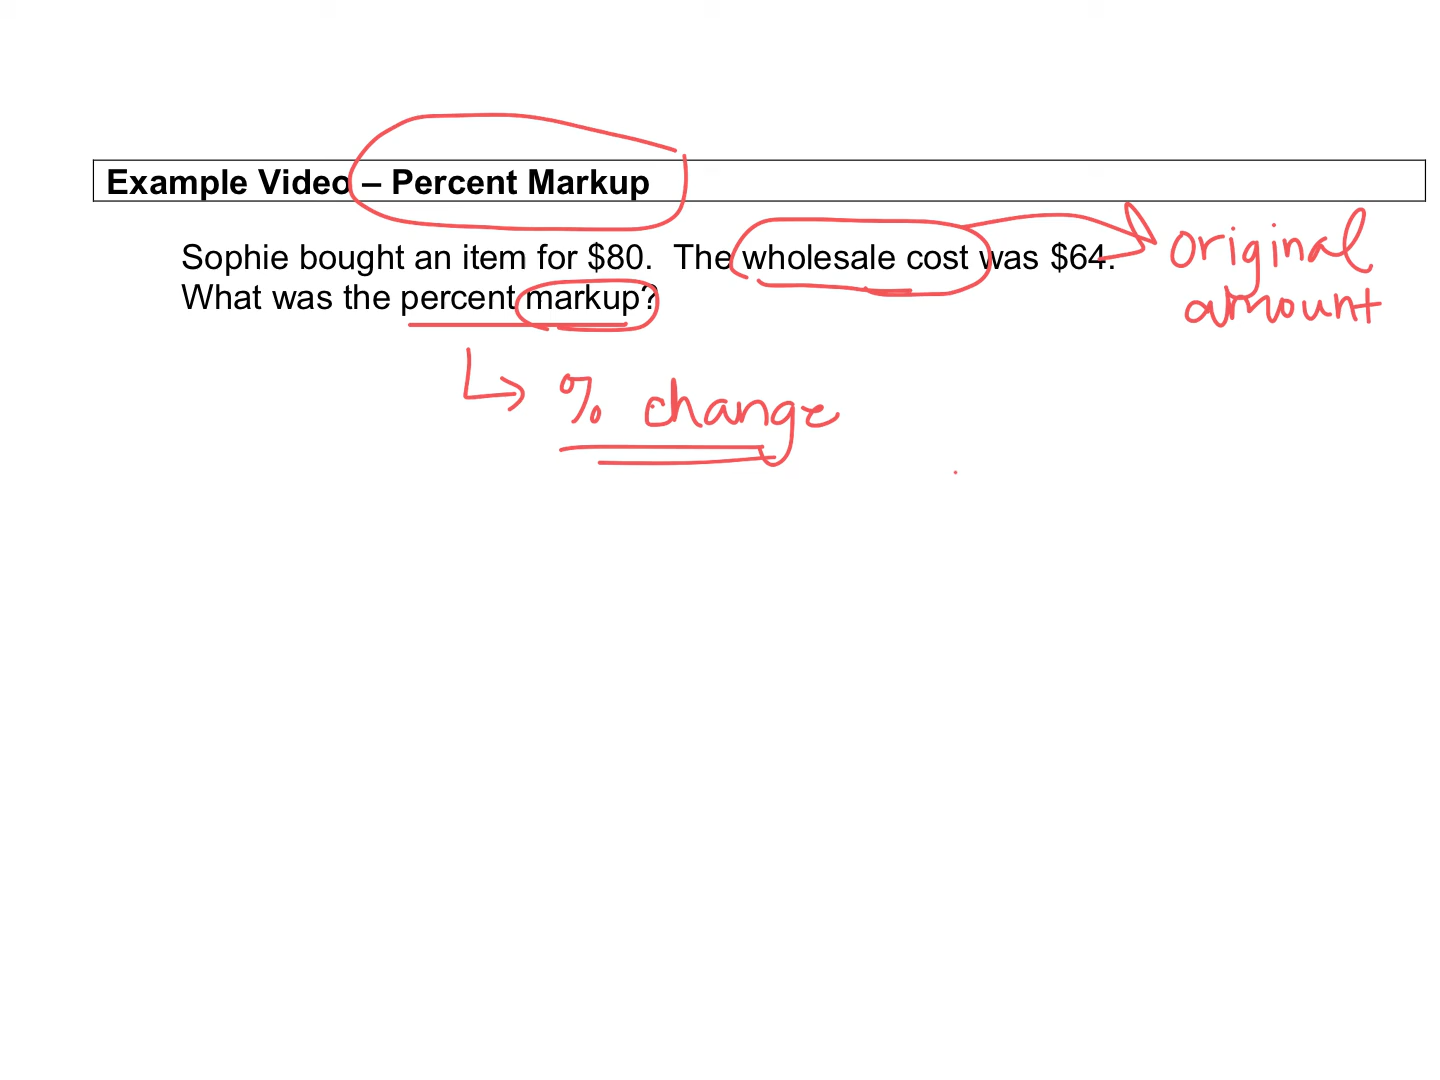 Example Video – Percent Markup
Sophie bought an item for $80. The wholesale cost was $64.
What was the percent markup?
original
amount
% change